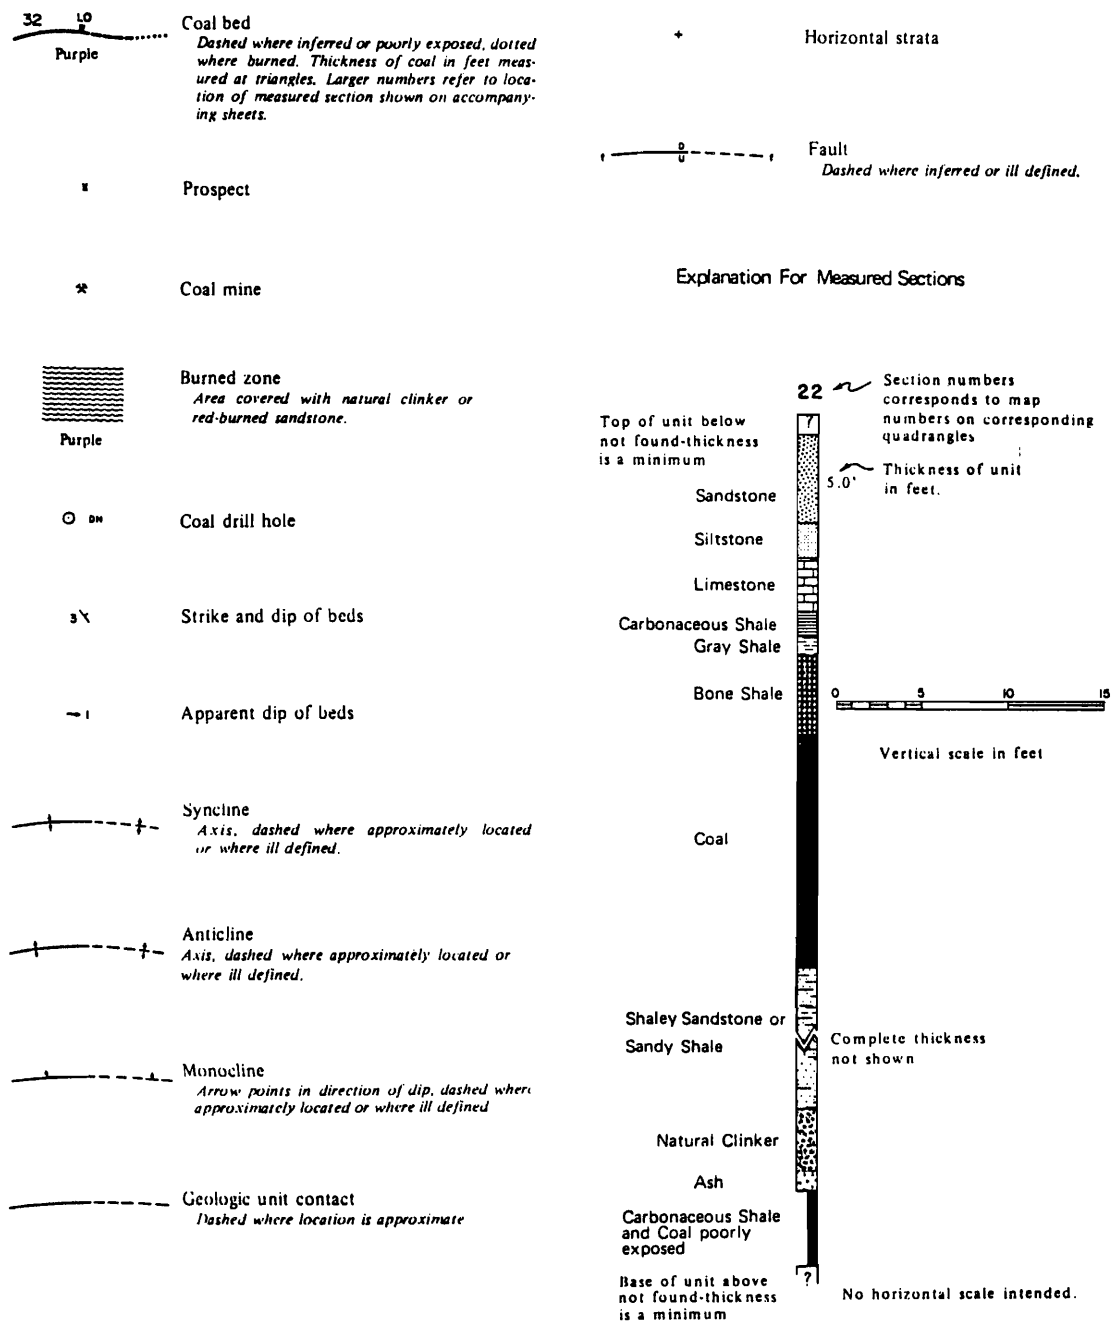 32 1.0
Purple
Coal bed
Dashed where inferred or poorly exposed, dotted
where burned. Thickness of coal in feet meas-
ured at triangles. Larger numbers refer to loca-
tion of measured section shown on accompany-
ing sheets.
Prospect
Coal mine
Burned zone
Area covered with natural clinker or
red-burned sandstone.
Purple
DH
Coal drill hole
3
Strike and dip of beds
1
Apparent dip of beds
Syncline
Axis, dashed where approximately located
or where ill defined.
Anticline
Axis, dashed where approximately located or
where ill defined.
Monocline
Arrow points in direction of dip, dashed where
approximately located or where ill defined
Geologic unit contact
Dashed where location is approximate
Horizontal strata
f D U f
Fault
Dashed where inferred or ill defined.
Explanation For Measured Sections
22
Section numbers
corresponds to map
numbers on corresponding
quadrangles
Top of unit below
not found-thickness
is a minimum
?
5.0'
Thickness of unit
in feet.
Sandstone
Siltstone
Limestone
Carbonaceous Shale
Gray Shale
Bone Shale
0 5 10 15
Vertical scale in feet
Coal
Shaley Sandstone or
Sandy Shale
Complete thickness
not shown
Natural Clinker
Ash
Carbonaceous Shale
and Coal poorly
exposed
Base of unit above
not found-thickness
is a minimum
?
No horizontal scale intended.